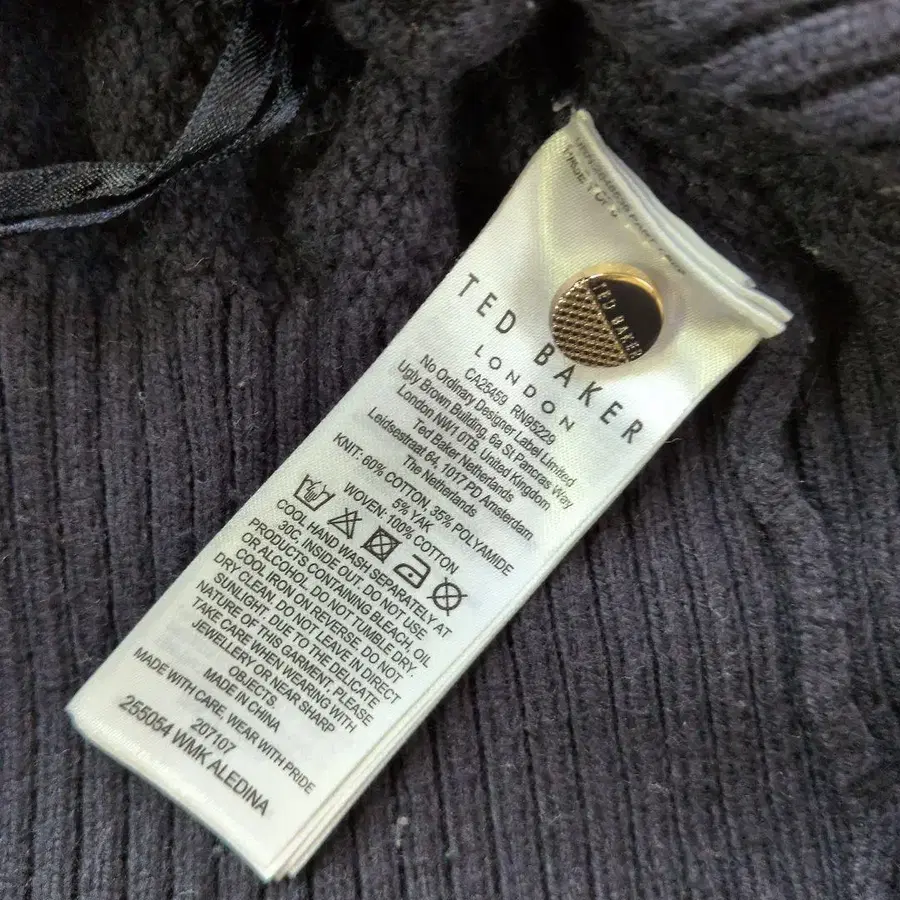 PAGE 1 OF
TED BAKER
TED BAKER
LONDON
CA25459 RN95229
No Ordinary Designer Label Limited
Ugly Brown Building, 6a St Pancras Way
London NW1 0TB, United Kingdom
Ted Baker Netherlands
Leidsestraat 64, 1017 PD Amsterdam
The Netherlands
KNIT: 60% COTTON, 35% POLYAMIDE
5% YAK
WOVEN: 100% COTTON
COOL HAND WASH SEPARATELY AT
30C, INSIDE OUT. DO NOT USE
PRODUCTS CONTAINING BLEACH, OIL
OR ALCOHOL. DO NOT TUMBLE DRY.
COOL IRON ON REVERSE. DO NOT
DRY CLEAN. DO NOT LEAVE IN DIRECT
SUNLIGHT. DUE TO THE DELICATE
NATURE OF THIS GARMENT, PLEASE
TAKE CARE WHEN WEARING WITH
JEWELLERY OR NEAR SHARP
OBJECTS.
MADE IN CHINA
MADE WITH CARE, WEAR WITH PRIDE
207107
255054 WMK ALEDINA